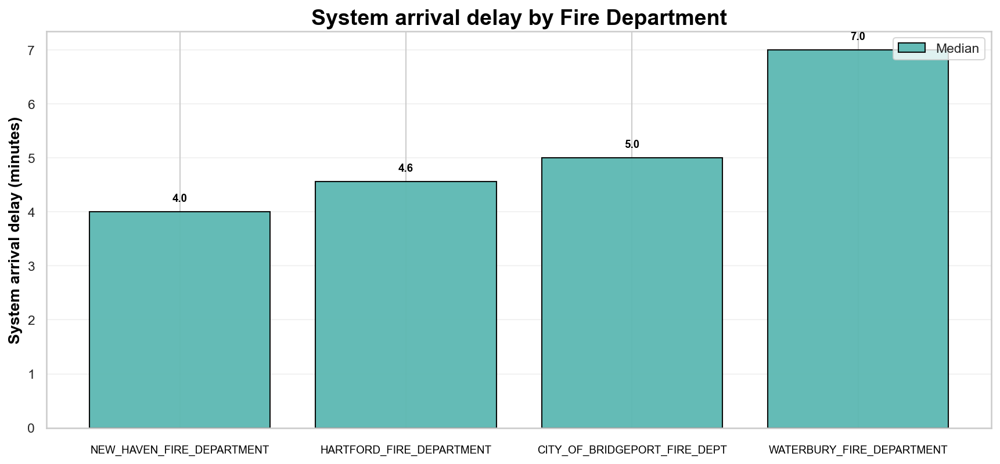 System arrival delay by Fire Department
System arrival delay (minutes)
7
6
5
4
3
2
1
0
4.0
4.6
5.0
7.0
Median
NEW_HAVEN_FIRE_DEPARTMENT
HARTFORD_FIRE_DEPARTMENT
CITY_OF_BRIDGEPORT_FIRE_DEPT
WATERBURY_FIRE_DEPARTMENT